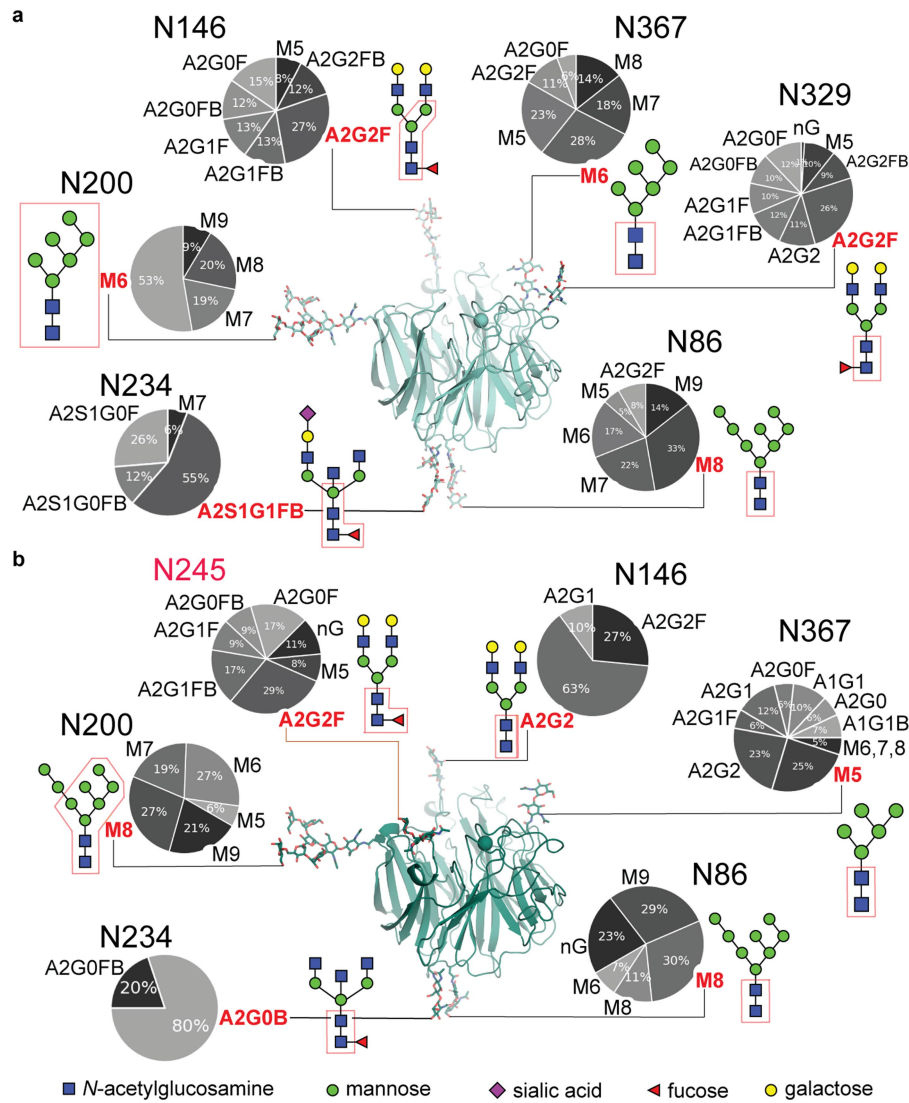 a
N146
A2G0F
M5
A2G2FB
15%
8%
12%
A2G0FB
12%
27%
A2G2F
A2G1F
13%
13%
A2G1FB
N367
A2G0F
M8
A2G2F
6%
14%
11%
18%
M7
M5
23%
28%
M6
N329
nG
M5
A2G0F
A2G2FB
A2G0FB
12%
10%
9%
10%
A2G1F
10%
26%
12%
11%
A2G1FB
A2G2F
A2G2
N200
M9
9%
M6
53%
20%
M8
19%
M7
N234
A2S1G0F
M7
6%
26%
12%
55%
A2S1G0FB
A2S1G1FB
N86
A2G2F
M9
M5
8%
14%
5%
M6
17%
33%
M8
22%
M7
b
N245
A2G0FB
A2G0F
A2G1F
nG
9%
17%
9%
11%
M5
8%
17%
A2G1FB
29%
A2G2F
N146
A2G1
A2G2F
10%
27%
63%
A2G2
N367
A2G0F
A1G1
A2G1
A2G0
A2G1F
12%
6%
10%
A1G1B
6%
6%
7%
M6,7,8
5%
A2G2
23%
25%
M5
N200
M7
M6
19%
27%
6%
M5
M8
27%
21%
M9
N234
A2G0FB
20%
80%
A2G0B
N86
M9
29%
23%
nG
7%
30%
11%
M8
M6
M8
N-acetylglucosamine
mannose
sialic acid
fucose
galactose